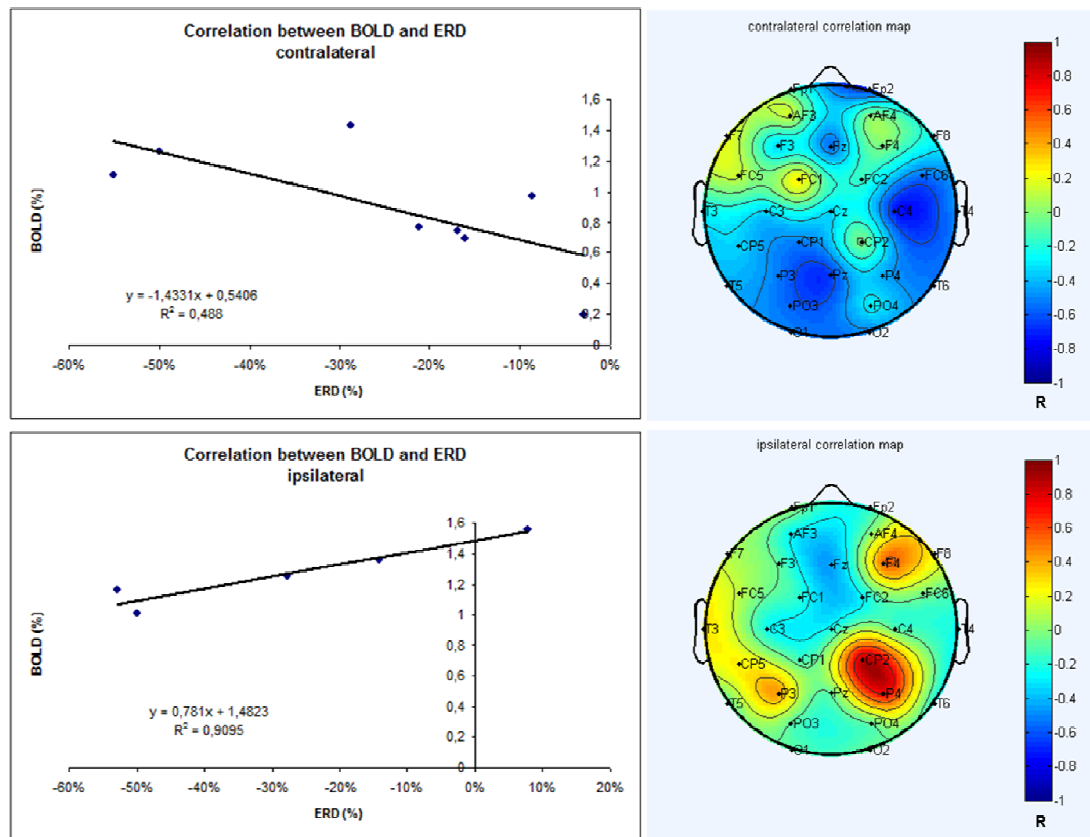 Correlation between BOLD and ERD
contralateral
1,6
1,4
1,2
1
0,8
0,6
0,4
0,2
0
BOLD (%)
y = -1,4331x + 0,5406
R² = 0,488
-60% -50% -40% -30% -20% -10% 0%
ERD (%)
contralateral correlation map
Fp1 Fp2
AF3 AF4
F7 F3 Fz F4 F8
FC5 FC1 FC2 FC6
T3 C3 Cz C4 T4
CP5 CP1 CP2
T5 P3 Pz P4 T6
PO3 PO4
O1 O2
1
0.8
0.6
0.4
0.2
0
-0.2
-0.4
-0.6
-0.8
-1
R
Correlation between BOLD and ERD
ipsilateral
1,6
1,4
1,2
1
0,8
0,6
0,4
0,2
0
BOLD (%)
y = 0,781x + 1,4823
R² = 0,9095
-60% -50% -40% -30% -20% -10% 0% 10% 20%
ERD (%)
ipsilateral correlation map
Fp1 Fp2
AF3 AF4
F7 F3 Fz F4 F8
FC5 FC1 FC2 FC6
T3 C3 Cz C4 T4
CP5 CP1 CP2
T5 P3 Pz P4 T6
PO3 PO4
O1 O2
1
0.8
0.6
0.4
0.2
0
-0.2
-0.4
-0.6
-0.8
-1
R